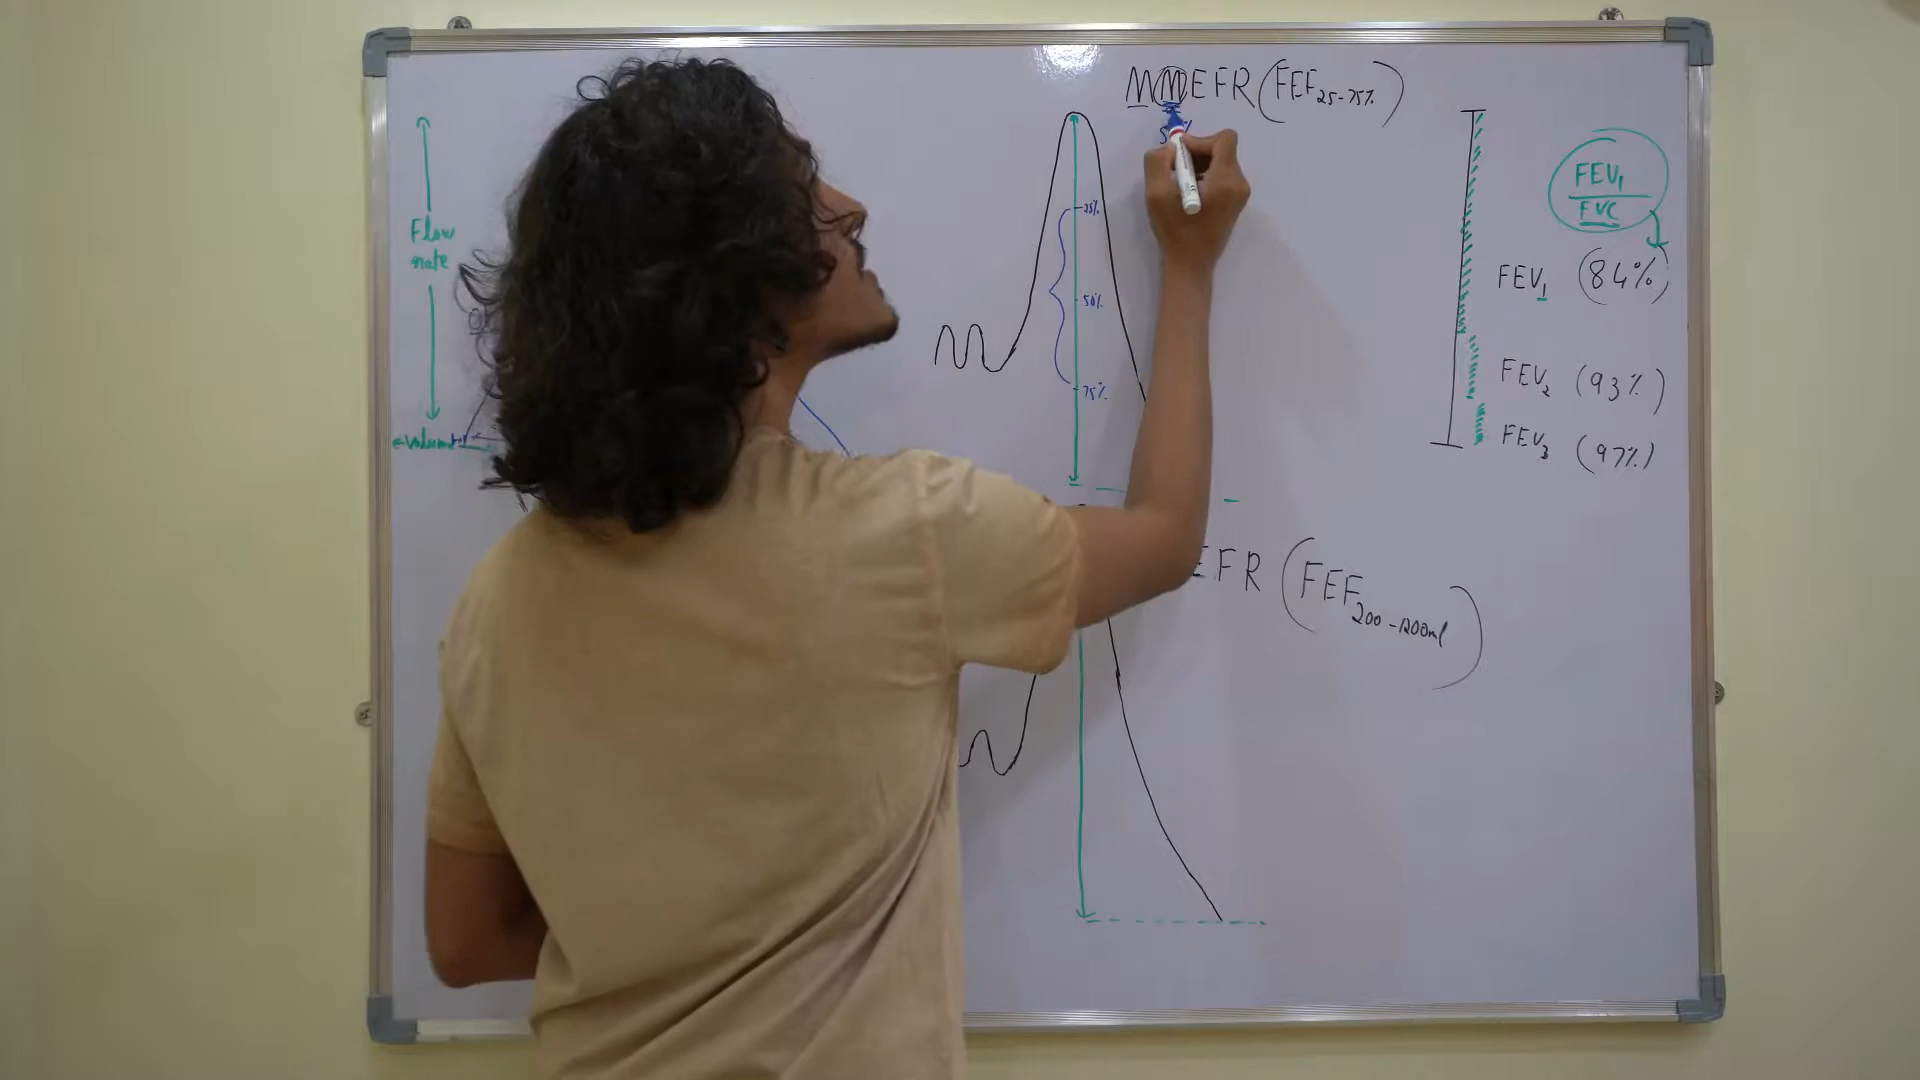 MMEFR (FEF25-75%)
25%
50%
75%
Flow
rate
Volume
FEV1
FVC
FEV1 (84%)
FEV2 (93%)
FEV3 (97%)
EFR (FEF200-1200ml)